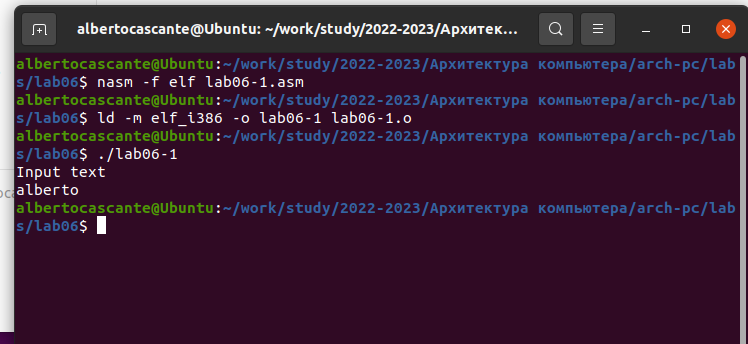 albertocascante@Ubuntu: ~/work/study/2022-2023/Архитек...
albertocascante@Ubuntu:~/work/study/2022-2023/Архитектура компьютера/arch-pc/lab
s/lab06$ nasm -f elf lab06-1.asm
albertocascante@Ubuntu:~/work/study/2022-2023/Архитектура компьютера/arch-pc/lab
s/lab06$ ld -m elf_i386 -o lab06-1 lab06-1.o
albertocascante@Ubuntu:~/work/study/2022-2023/Архитектура компьютера/arch-pc/lab
s/lab06$ ./lab06-1
Input text
alberto
albertocascante@Ubuntu:~/work/study/2022-2023/Архитектура компьютера/arch-pc/lab
s/lab06$